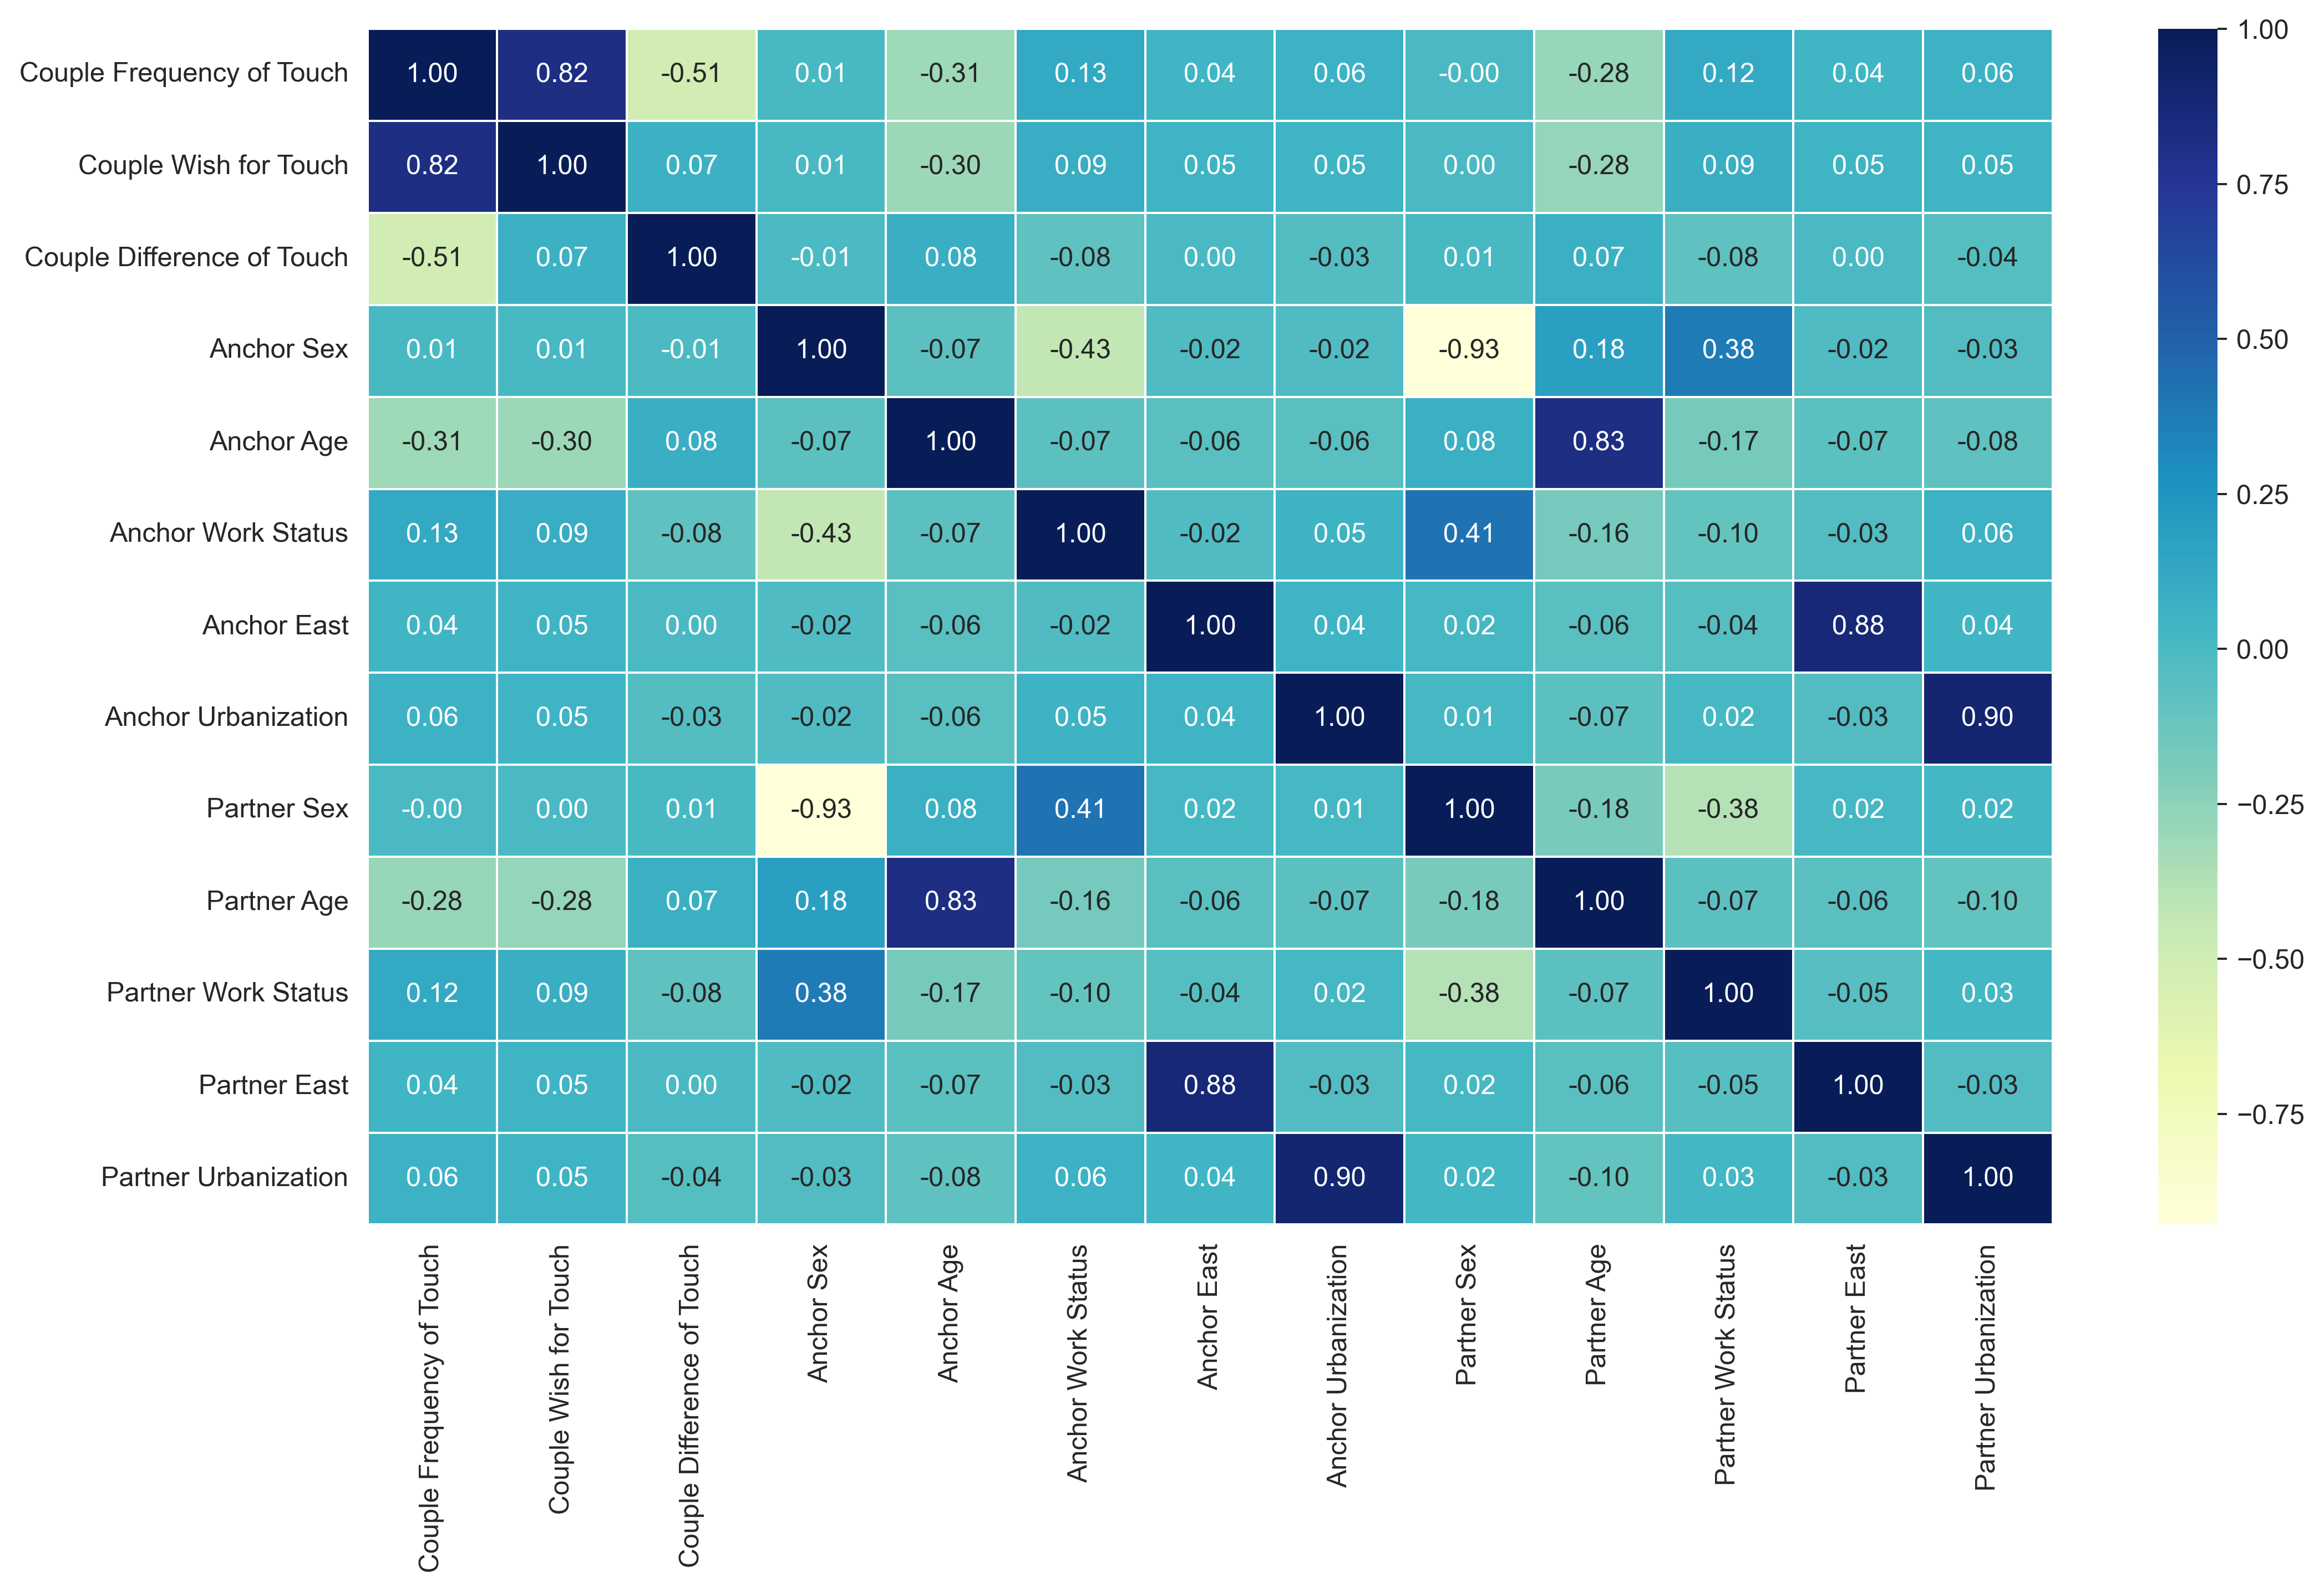 Couple Frequency of Touch 1.00 0.82 -0.51 0.01 -0.31 0.13 0.04 0.06 -0.00 -0.28 0.12 0.04 0.06
Couple Wish for Touch 0.82 1.00 0.07 0.01 -0.30 0.09 0.05 0.05 0.00 -0.28 0.09 0.05 0.05
Couple Difference of Touch -0.51 0.07 1.00 -0.01 0.08 -0.08 0.00 -0.03 0.01 0.07 -0.08 0.00 -0.04
Anchor Sex 0.01 0.01 -0.01 1.00 -0.07 -0.43 -0.02 -0.02 -0.93 0.18 0.38 -0.02 -0.03
Anchor Age -0.31 -0.30 0.08 -0.07 1.00 -0.07 -0.06 -0.06 0.08 0.83 -0.17 -0.07 -0.08
Anchor Work Status 0.13 0.09 -0.08 -0.43 -0.07 1.00 -0.02 0.05 0.41 -0.16 -0.10 -0.03 0.06
Anchor East 0.04 0.05 0.00 -0.02 -0.06 -0.02 1.00 0.04 0.02 -0.06 -0.04 0.88 0.04
Anchor Urbanization 0.06 0.05 -0.03 -0.02 -0.06 0.05 0.04 1.00 0.01 -0.07 0.02 -0.03 0.90
Partner Sex -0.00 0.00 0.01 -0.93 0.08 0.41 0.02 0.01 1.00 -0.18 -0.38 0.02 0.02
Partner Age -0.28 -0.28 0.07 0.18 0.83 -0.16 -0.06 -0.07 -0.18 1.00 -0.07 -0.06 -0.10
Partner Work Status 0.12 0.09 -0.08 0.38 -0.17 -0.10 -0.04 0.02 -0.38 -0.07 1.00 -0.05 0.03
Partner East 0.04 0.05 0.00 -0.02 -0.07 -0.03 0.88 -0.03 0.02 -0.06 -0.05 1.00 -0.03
Partner Urbanization 0.06 0.05 -0.04 -0.03 -0.08 0.06 0.04 0.90 0.02 -0.10 0.03 -0.03 1.00
Couple Frequency of Touch
Couple Wish for Touch
Couple Difference of Touch
Anchor Sex
Anchor Age
Anchor Work Status
Anchor East
Anchor Urbanization
Partner Sex
Partner Age
Partner Work Status
Partner East
Partner Urbanization
1.00
0.75
0.50
0.25
0.00
−0.25
−0.50
−0.75